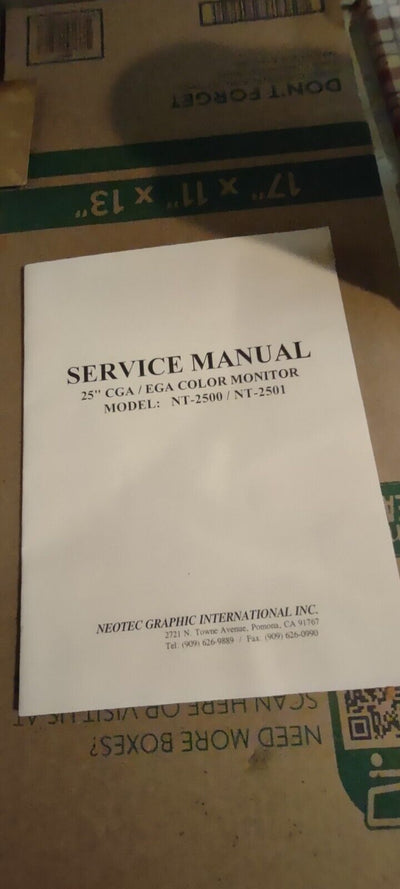 DON'T FORGET
17" x 11" x 13"
SERVICE MANUAL
25" CGA / EGA COLOR MONITOR
MODEL: NT-2500 / NT-2501
NEOTEC GRAPHIC INTERNATIONAL INC.
2721 N. Towne Avenue, Pomona, CA 91767
Tel. (909) 626-9889 / Fax. (909) 626-0990
SCAN HERE OR VISIT US AT
NEED MORE BOXES?